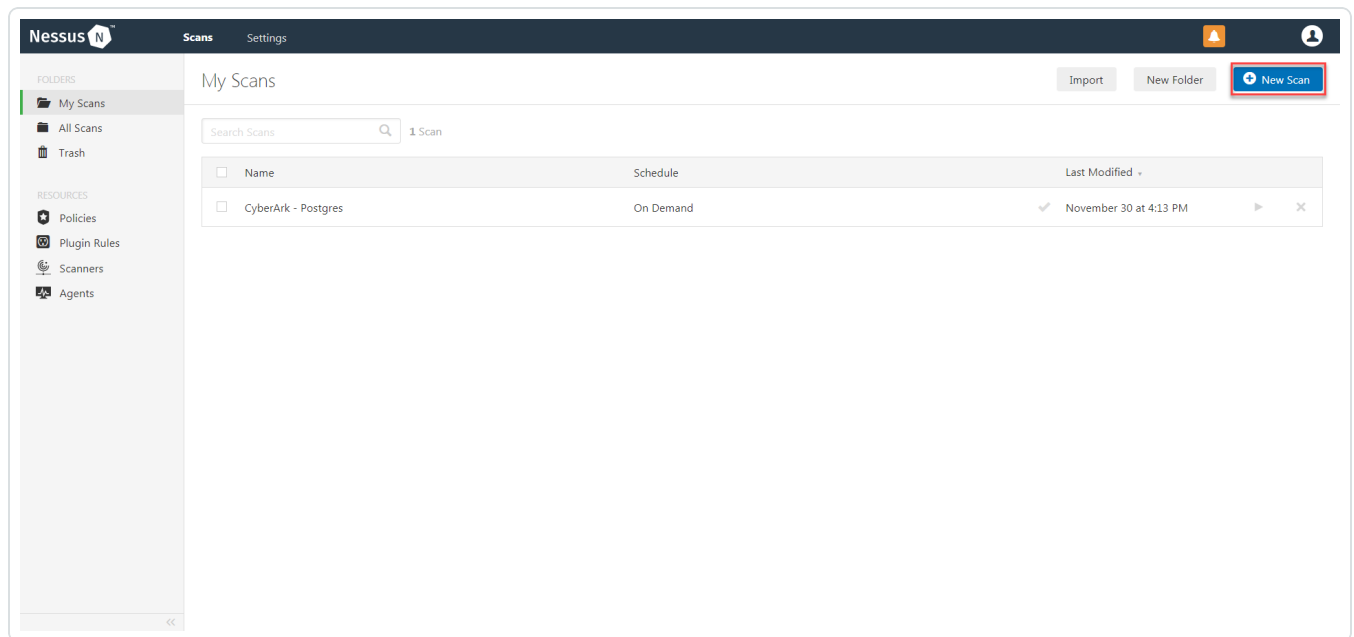 Nessus N ™
Scans Settings
FOLDERS
My Scans
All Scans
Trash
RESOURCES
Policies
Plugin Rules
Scanners
Agents
My Scans
Import New Folder New Scan
Search Scans 1 Scan
Name Schedule Last Modified
CyberArk - Postgres On Demand November 30 at 4:13 PM